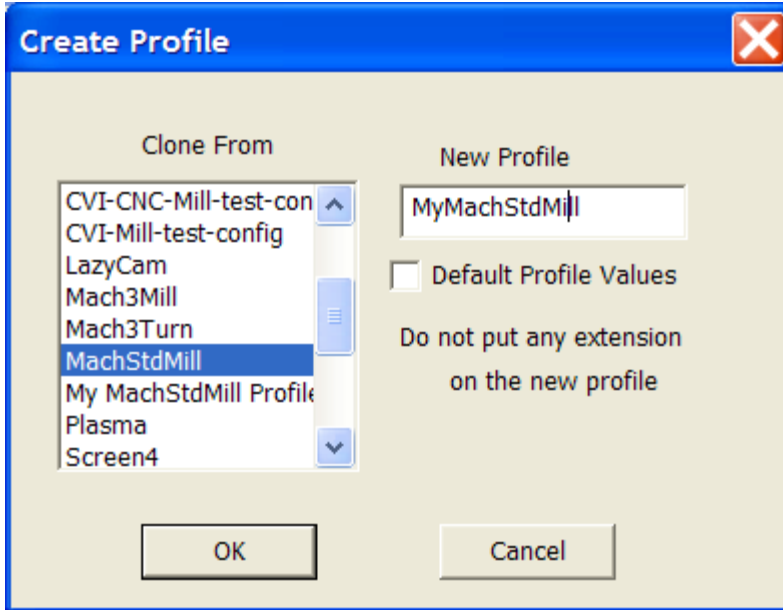 Create Profile
Clone From
CVI-CNC-Mill-test-con
CVI-Mill-test-config
LazyCam
Mach3Mill
Mach3Turn
MachStdMill
My MachStdMill Profile
Plasma
Screen4
New Profile
MyMachStdMill
Default Profile Values
Do not put any extension
on the new profile
OK
Cancel